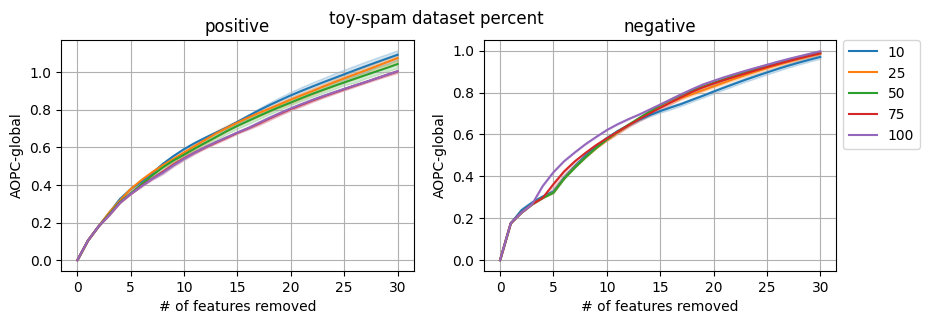 toy-spam dataset percent
positive
AOPC-global
1.0
0.8
0.6
0.4
0.2
0.0
0 5 10 15 20 25 30
# of features removed
negative
AOPC-global
1.0
0.8
0.6
0.4
0.2
0.0
0 5 10 15 20 25 30
# of features removed
10
25
50
75
100